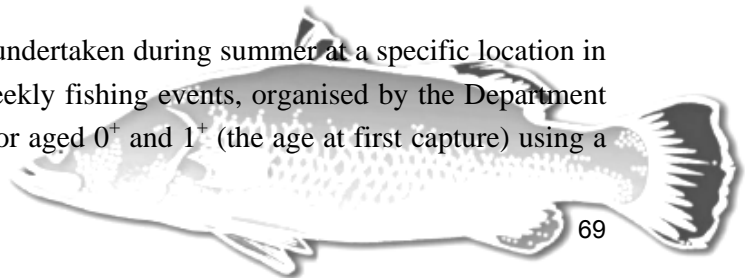 undertaken during summer at a specific location in
eekly fishing events, organised by the Department
or aged 0⁺ and 1⁺ (the age at first capture) using a
69